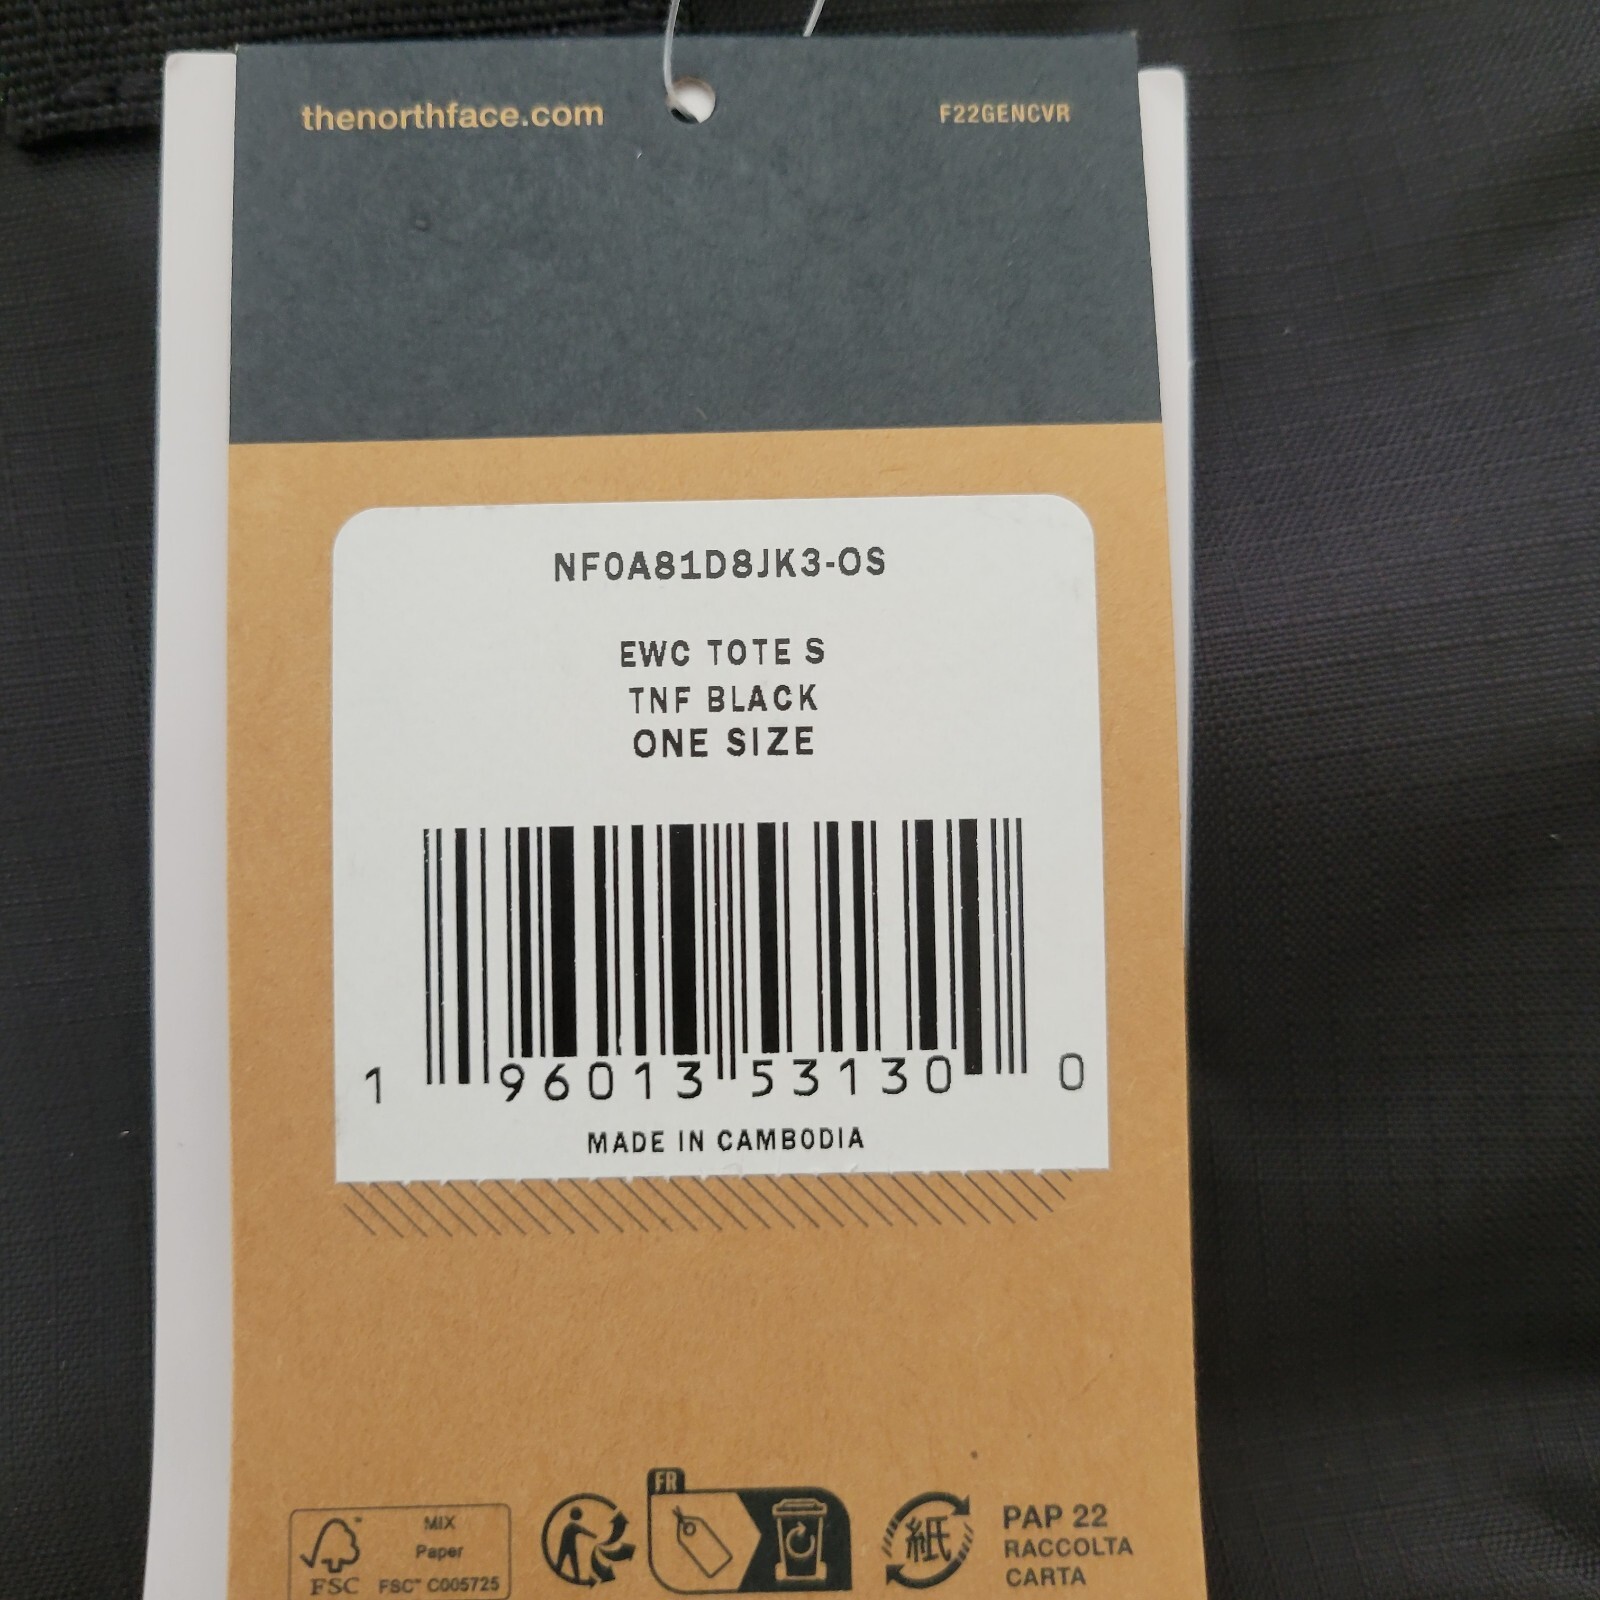 thenorthface.com
F22GENCVR
NF0A81D8JK3-OS
EWC TOTE S
TNF BLACK
ONE SIZE
1 96013 53130 0
MADE IN CAMBODIA
FR
MIX
Paper
FSC
FSC™ C005725
紙
PAP 22
RACCOLTA
CARTA